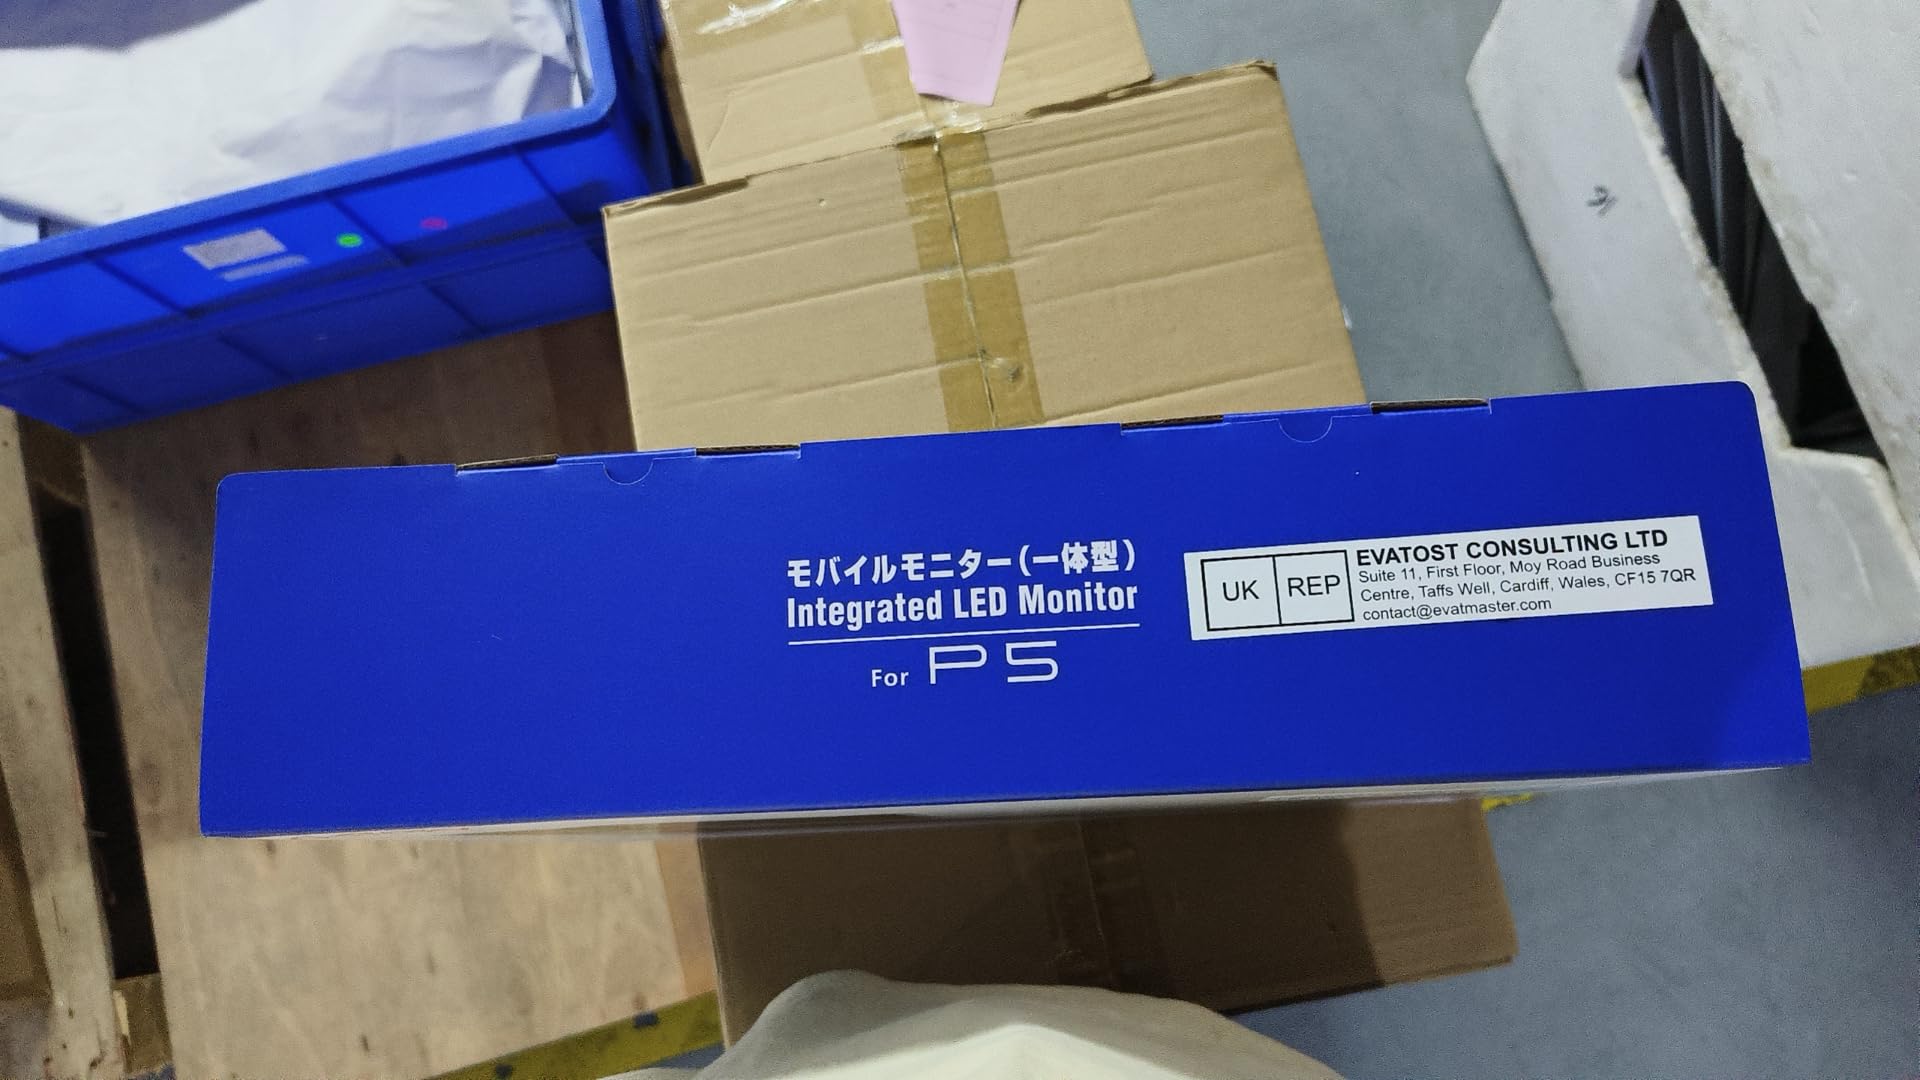 モバイルモニター(一体型)
Integrated LED Monitor
For P5
UK REP
EVATOST CONSULTING LTD
Suite 11, First Floor, Moy Road Business
Centre, Taffs Well, Cardiff, Wales, CF15 7QR
contact@evatmaster.com